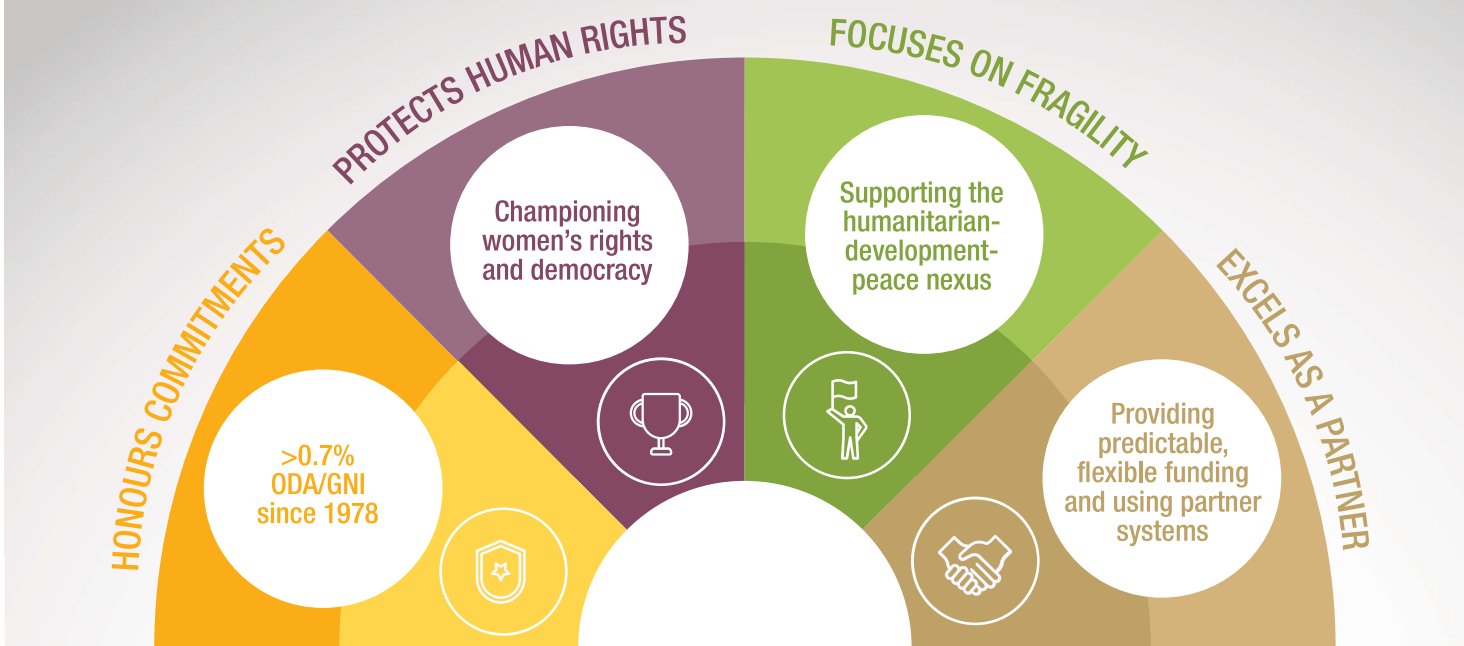 HONOURS COMMITMENTS
>0.7%
ODA/GNI
since 1978
PROTECTS HUMAN RIGHTS
Championing
women’s rights
and democracy
FOCUSES ON FRAGILITY
Supporting the
humanitarian-
development-
peace nexus
EXCELS AS A PARTNER
Providing
predictable,
flexible funding
and using partner
systems